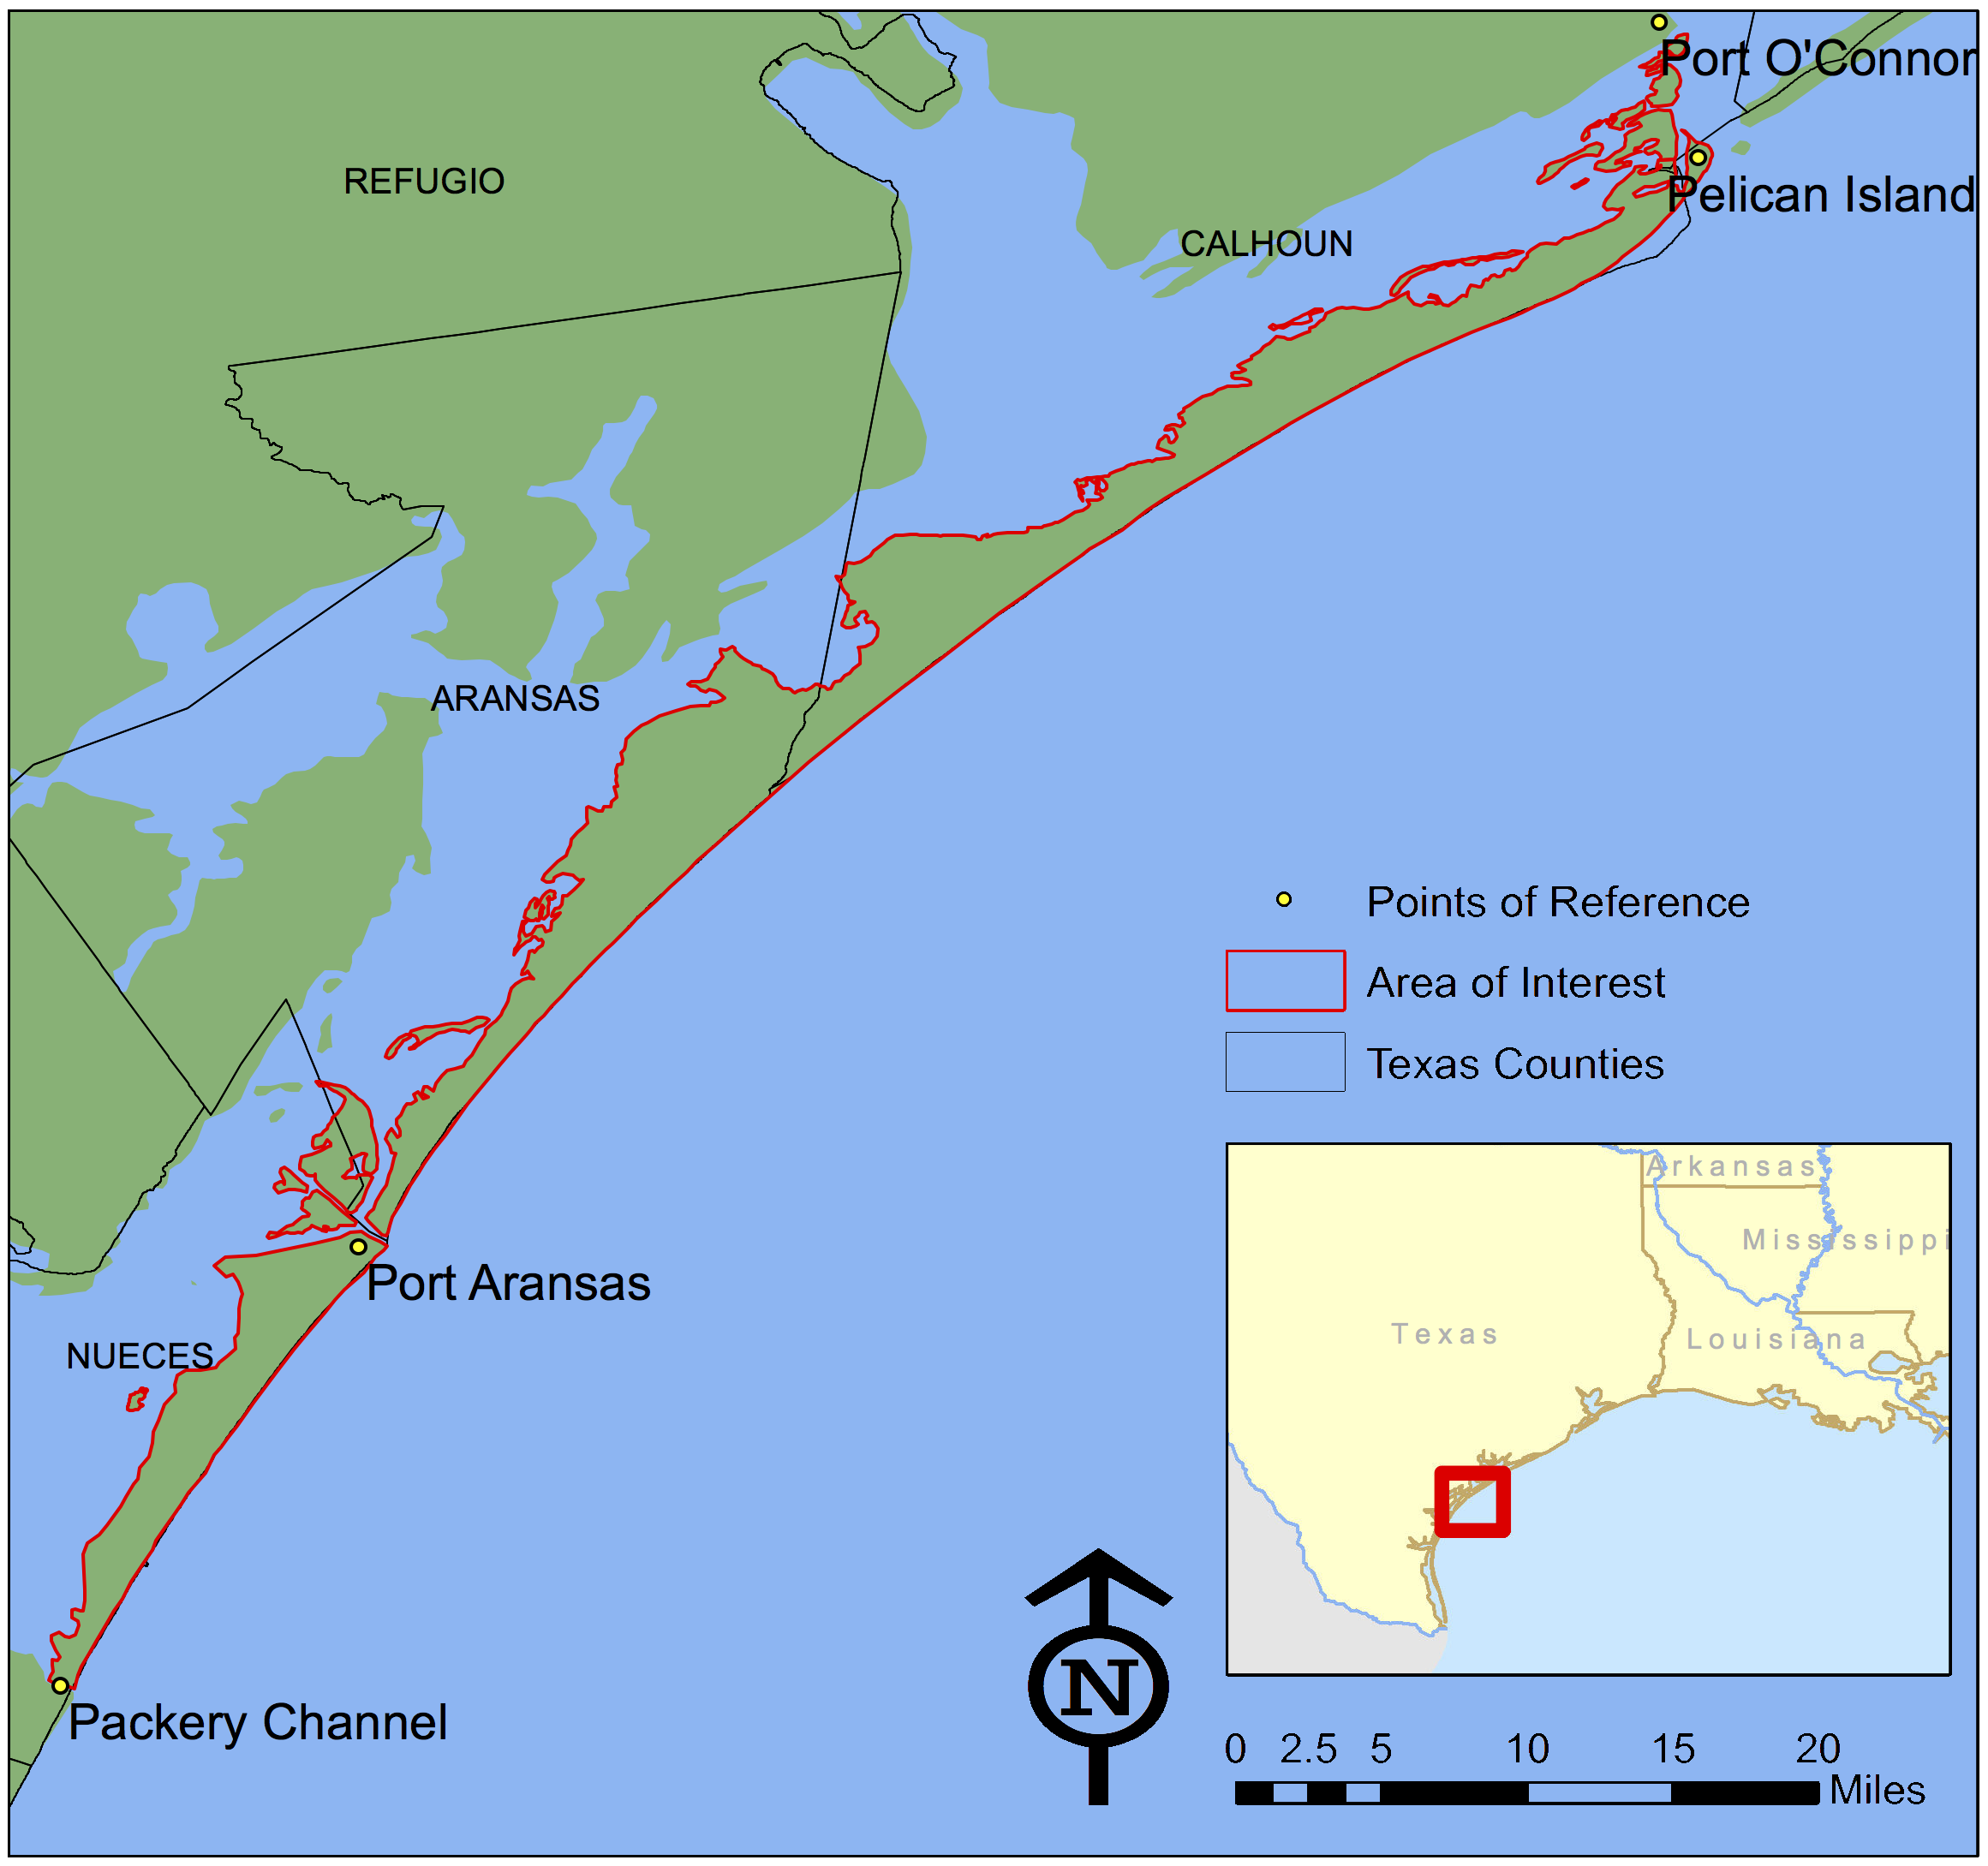 Port O'Connor
REFUGIO
Pelican Island
CALHOUN
ARANSAS
Points of Reference
Area of Interest
Texas Counties
Arkansas
Mississippi
Port Aransas
Texas
Louisiana
NUECES
N
Packery Channel
0 2.5 5 10 15 20
Miles